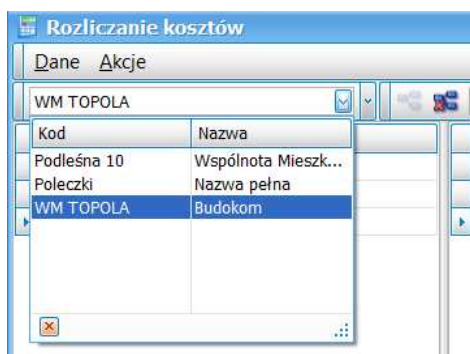 Rozliczanie kosztów
Dane Akcje
WM TOPOLA
Kod Nazwa
Podleśna 10 Wspólnota Mieszk...
Poleczki Nazwa pełna
WM TOPOLA Budokom